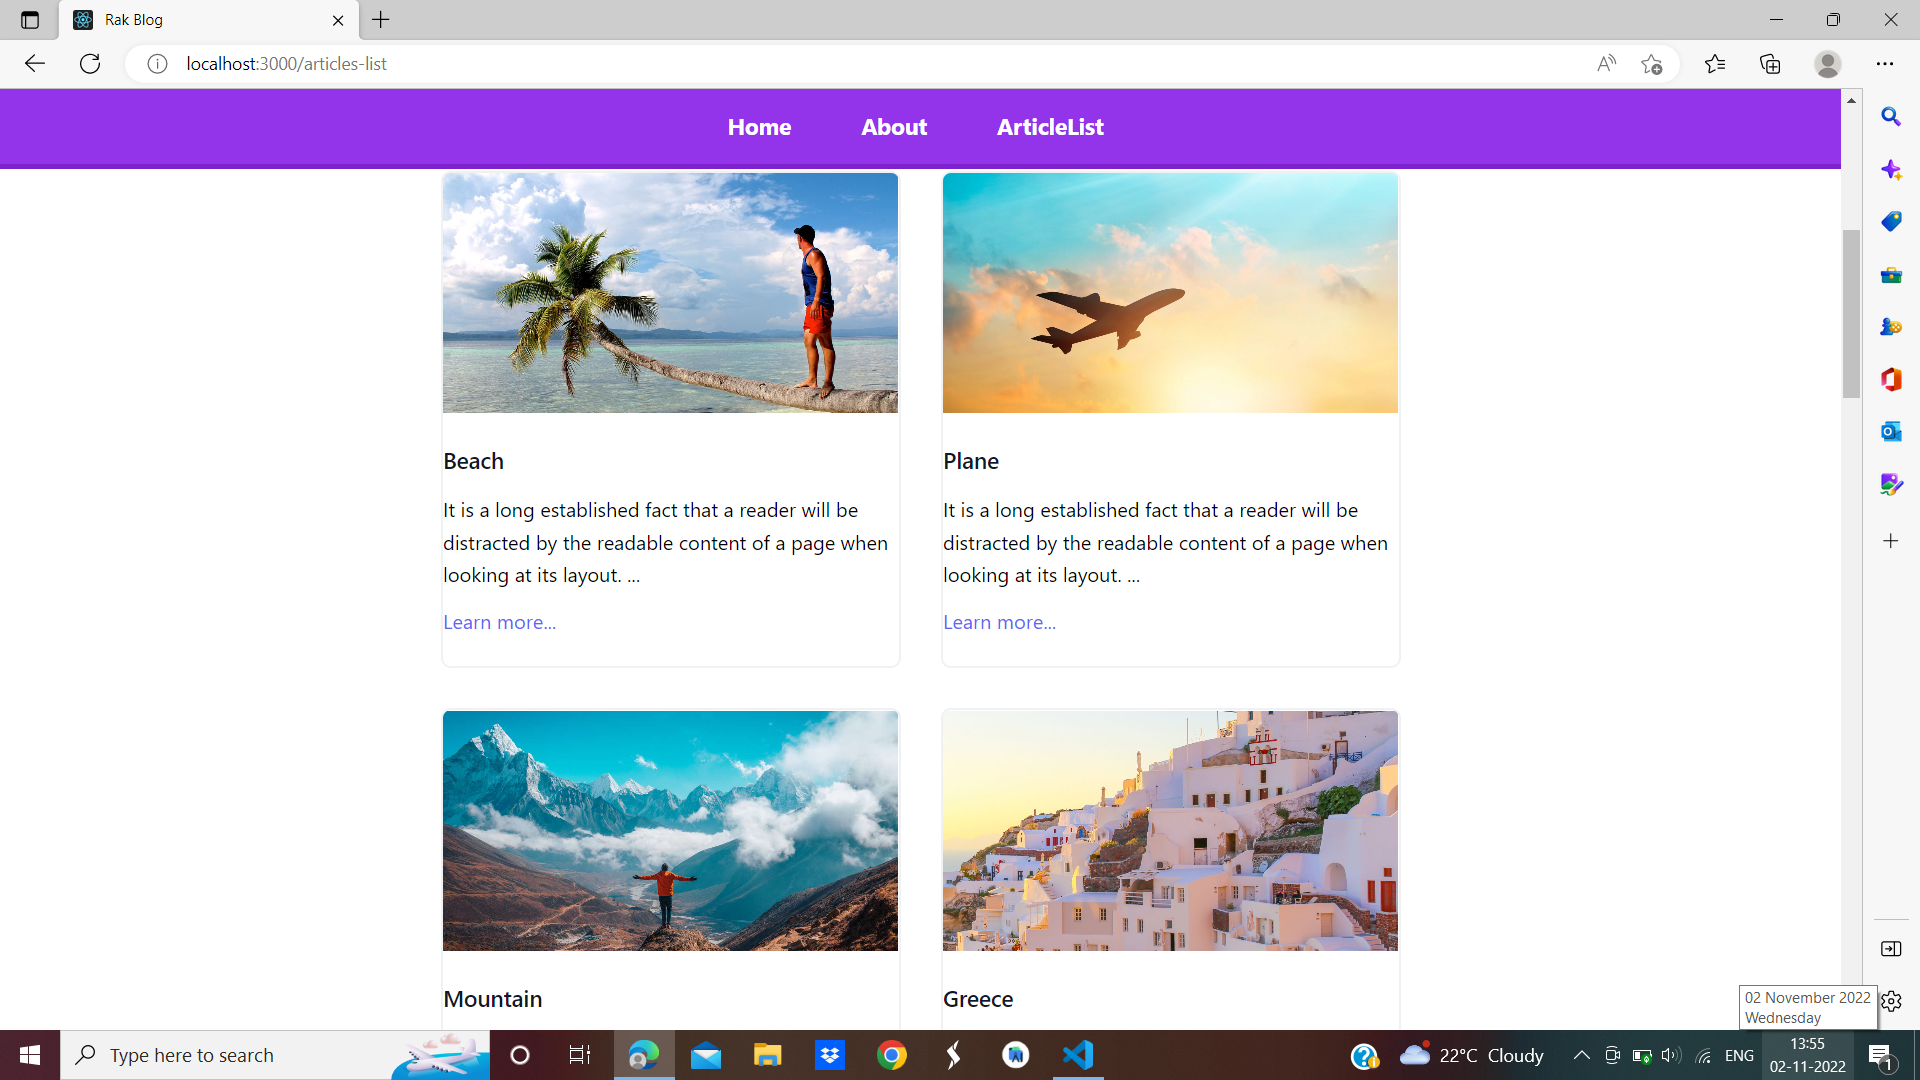 Rak Blog
localhost:3000/articles-list
Home About ArticleList
Beach
It is a long established fact that a reader will be
distracted by the readable content of a page when
looking at its layout. ...
Learn more...
Plane
It is a long established fact that a reader will be
distracted by the readable content of a page when
looking at its layout. ...
Learn more...
Mountain
Greece
02 November 2022
Wednesday
Type here to search
22°C Cloudy
ENG
13:55
02-11-2022
1